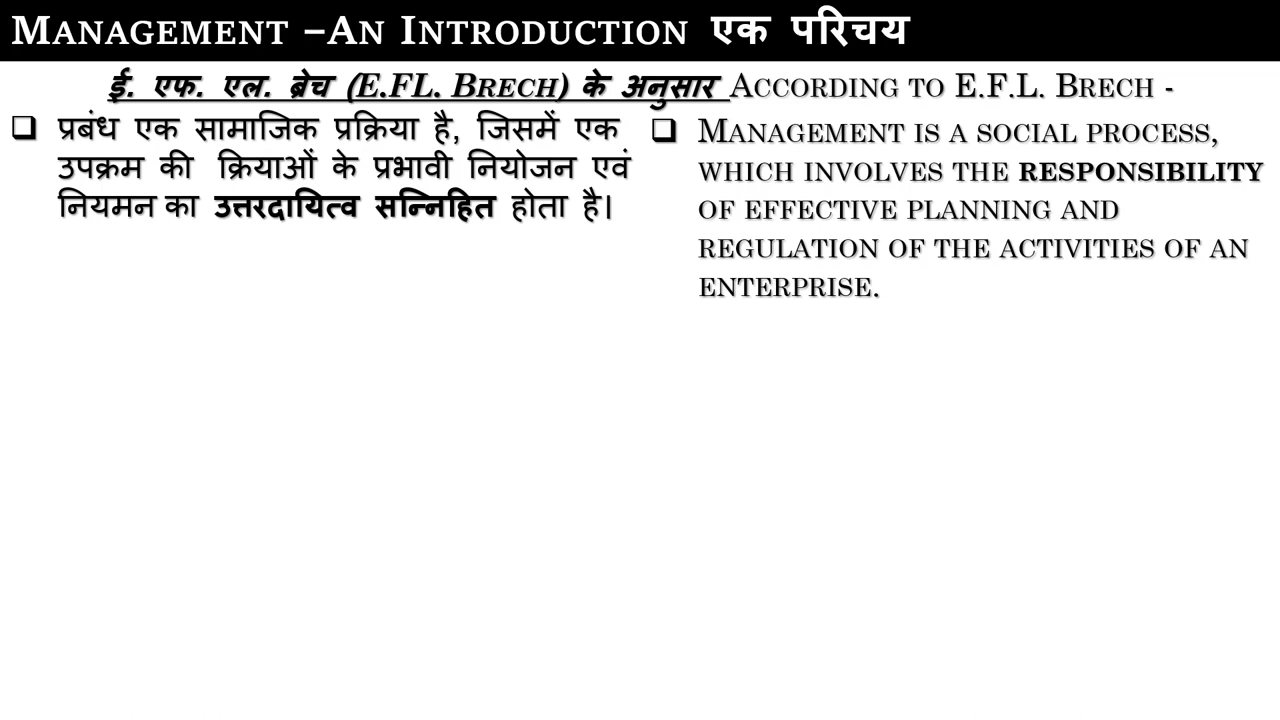 Management –An Introduction एक परिचय
ई. एफ. एल. ब्रेच (E.FL. Brech) के अनुसार According to E.F.L. Brech -
❑ प्रबंध एक सामाजिक प्रक्रिया है, जिसमें एक
उपक्रम की क्रियाओं के प्रभावी नियोजन एवं
नियमन का उत्तरदायित्व सन्निहित होता है।
❑ Management is a social process,
which involves the responsibility
of effective planning and
regulation of the activities of an
enterprise.